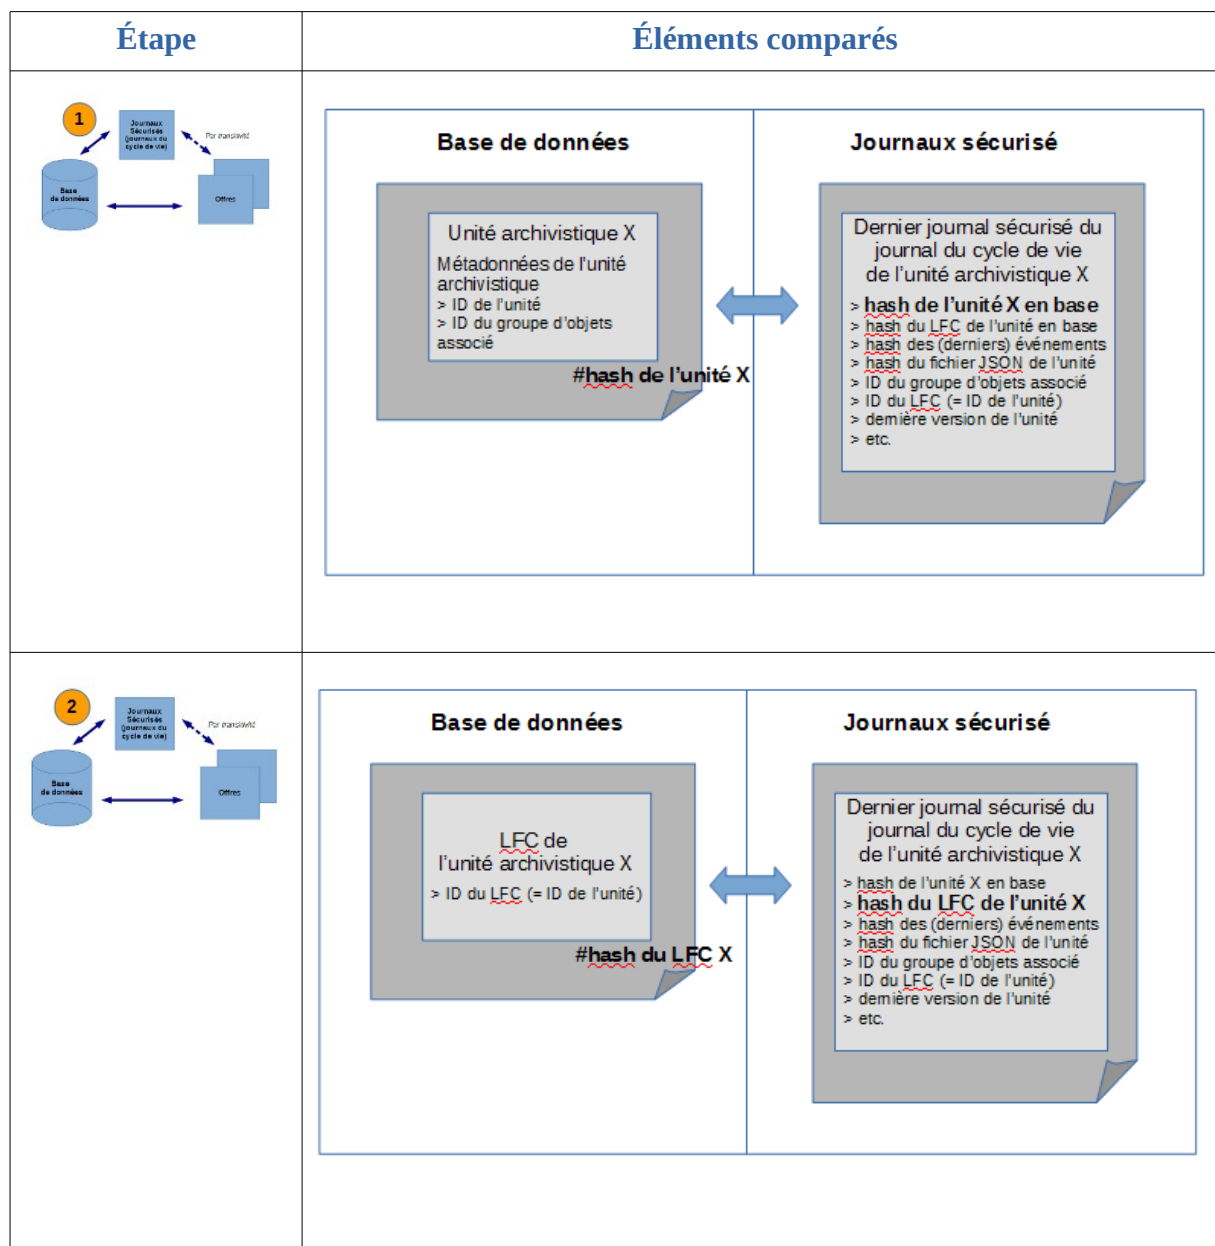 Étape
Éléments comparés
1
Journaux
Sécurisés
(journaux du
cycle de vie)
Par transitivité
Base
de données
Offres
Base de données
Journaux sécurisé
Unité archivistique X
Métadonnées de l'unité
archivistique
> ID de l'unité
> ID du groupe d'objets
associé
#hash de l'unité X
Dernier journal sécurisé du
journal du cycle de vie
de l'unité archivistique X
> hash de l'unité X en base
> hash du LFC de l'unité en base
> hash des (derniers) événements
> hash du fichier JSON de l'unité
> ID du groupe d'objets associé
> ID du LFC (= ID de l'unité)
> dernière version de l'unité
> etc.
2
Journaux
Sécurisés
(journaux du
cycle de vie)
Par transitivité
Base
de données
Offres
Base de données
Journaux sécurisé
LFC de
l'unité archivistique X
> ID du LFC (= ID de l'unité)
#hash du LFC X
Dernier journal sécurisé du
journal du cycle de vie
de l'unité archivistique X
> hash de l'unité X en base
> hash du LFC de l'unité X
> hash des (derniers) événements
> hash du fichier JSON de l'unité
> ID du groupe d'objets associé
> ID du LFC (= ID de l'unité)
> dernière version de l'unité
> etc.